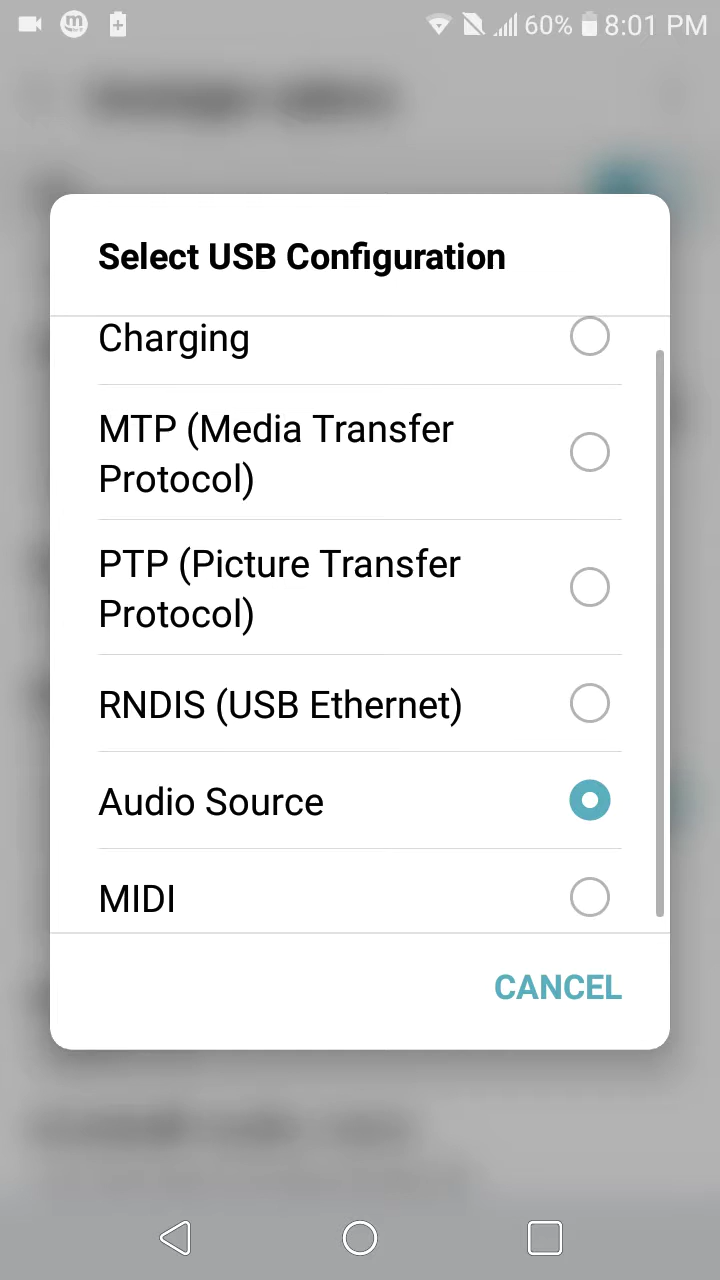 60% 8:01 PM
Select USB Configuration
Charging
MTP (Media Transfer
Protocol)
PTP (Picture Transfer
Protocol)
RNDIS (USB Ethernet)
Audio Source
MIDI
CANCEL